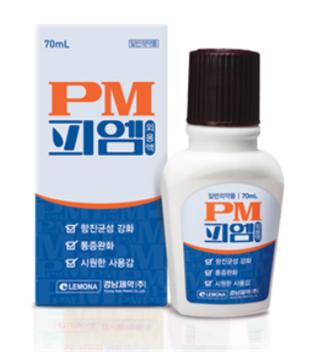 70mL
일반의약품
PM
피엠
외용액
항진균성 강화
통증완화
시원한 사용감
LEMONA 경남제약(주)
일반의약품 | 70mL
PM
피엠
외용액
항진균성 강화
통증완화
시원한 사용감
LEMONA 경남제약(주)